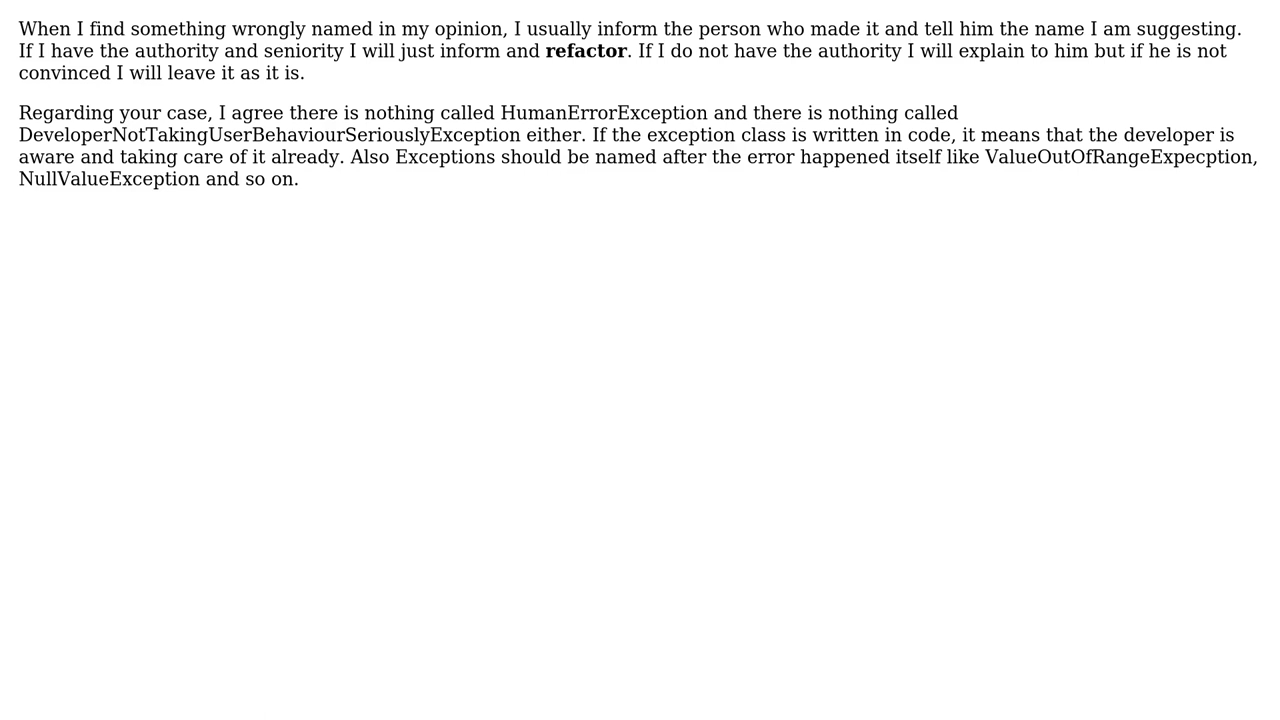 When I find something wrongly named in my opinion, I usually inform the person who made it and tell him the name I am suggesting.
If I have the authority and seniority I will just inform and refactor. If I do not have the authority I will explain to him but if he is not
convinced I will leave it as it is.
Regarding your case, I agree there is nothing called HumanErrorException and there is nothing called
DeveloperNotTakingUserBehaviourSeriouslyException either. If the exception class is written in code, it means that the developer is
aware and taking care of it already. Also Exceptions should be named after the error happened itself like ValueOutOfRangeExpecption,
NullValueException and so on.